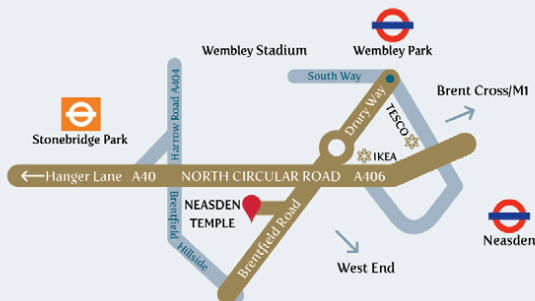 Wembley Stadium
Wembley Park
South Way
Brent Cross/M1
Harrow Road A404
Drury Way
TESCO
Stonebridge Park
IKEA
Hanger Lane A40 NORTH CIRCULAR ROAD A406
Brentfield
NEASDEN
TEMPLE
Brentfield Road
Neasden
Hillside
West End